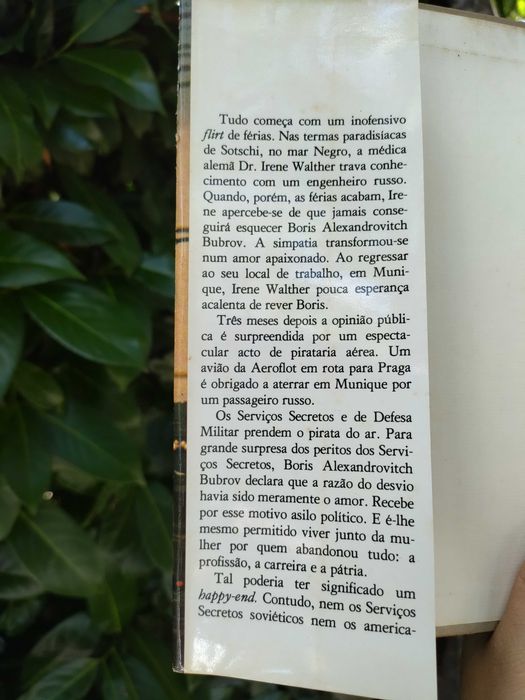 Tudo começa com um inofensivo
flirt de férias. Nas termas paradisíacas
de Sotschi, no mar Negro, a médica
alemã Dr. Irene Walther trava conhe-
cimento com um engenheiro russo.
Quando, porém, as férias acabam, Ire-
ne apercebe-se de que jamais conse-
guirá esquecer Boris Alexandrovitch
Bubrov. A simpatia transformou-se
num amor apaixonado. Ao regressar
ao seu local de trabalho, em Muni-
que, Irene Walther pouca esperança
acalenta de rever Boris.
Três meses depois a opinião públi-
ca é surpreendida por um especta-
cular acto de pirataria aérea. Um
avião da Aeroflot em rota para Praga
é obrigado a aterrar em Munique por
um passageiro russo.
Os Serviços Secretos e de Defesa
Militar prendem o pirata do ar. Para
grande surpresa dos peritos dos Servi-
ços Secretos, Boris Alexandrovitch
Bubrov declara que a razão do desvio
havia sido meramente o amor. Recebe
por esse motivo asilo político. E é-lhe
mesmo permitido viver junto da mu-
lher por quem abandonou tudo: a
profissão, a carreira e a pátria.
Tal poderia ter significado um
happy-end. Contudo, nem os Serviços
Secretos soviéticos nem os america-